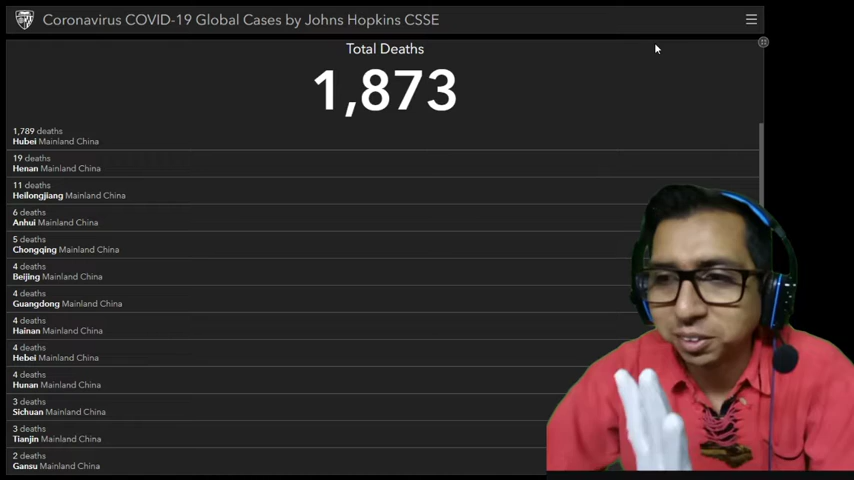 Coronavirus COVID-19 Global Cases by Johns Hopkins CSSE
Total Deaths
1,873
1,789 deaths
Hubei Mainland China
19 deaths
Henan Mainland China
11 deaths
Heilongjiang Mainland China
6 deaths
Anhui Mainland China
5 deaths
Chongqing Mainland China
4 deaths
Beijing Mainland China
4 deaths
Guangdong Mainland China
4 deaths
Hainan Mainland China
4 deaths
Hebei Mainland China
4 deaths
Hunan Mainland China
3 deaths
Sichuan Mainland China
3 deaths
Tianjin Mainland China
2 deaths
Gansu Mainland China